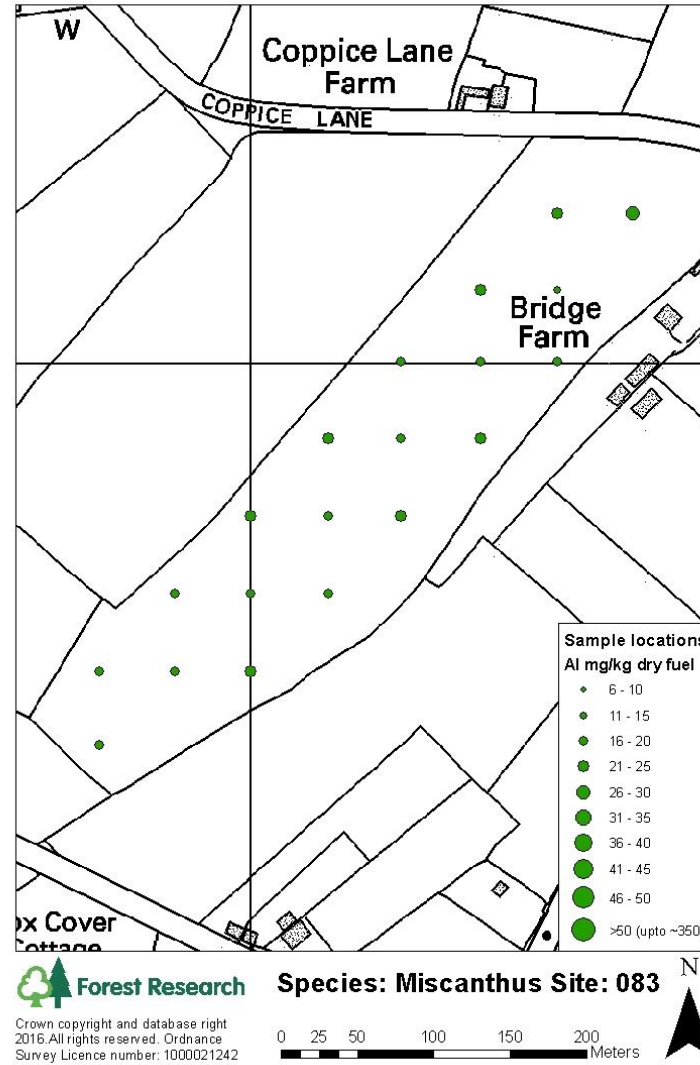 W
Coppice Lane
Farm
COPPICE LANE
Bridge
Farm
Sample locations
Al mg/kg dry fuel
6 - 10
11 - 15
16 - 20
21 - 25
26 - 30
31 - 35
36 - 40
41 - 45
46 - 50
>50 (upto ~350
ox Cover
Cottage
Forest Research
Species: Miscanthus Site: 083
N
Crown copyright and database right
2016.All rights reserved. Ordnance
Survey Licence number: 1000021242
0 25 50 100 150 200
Meters